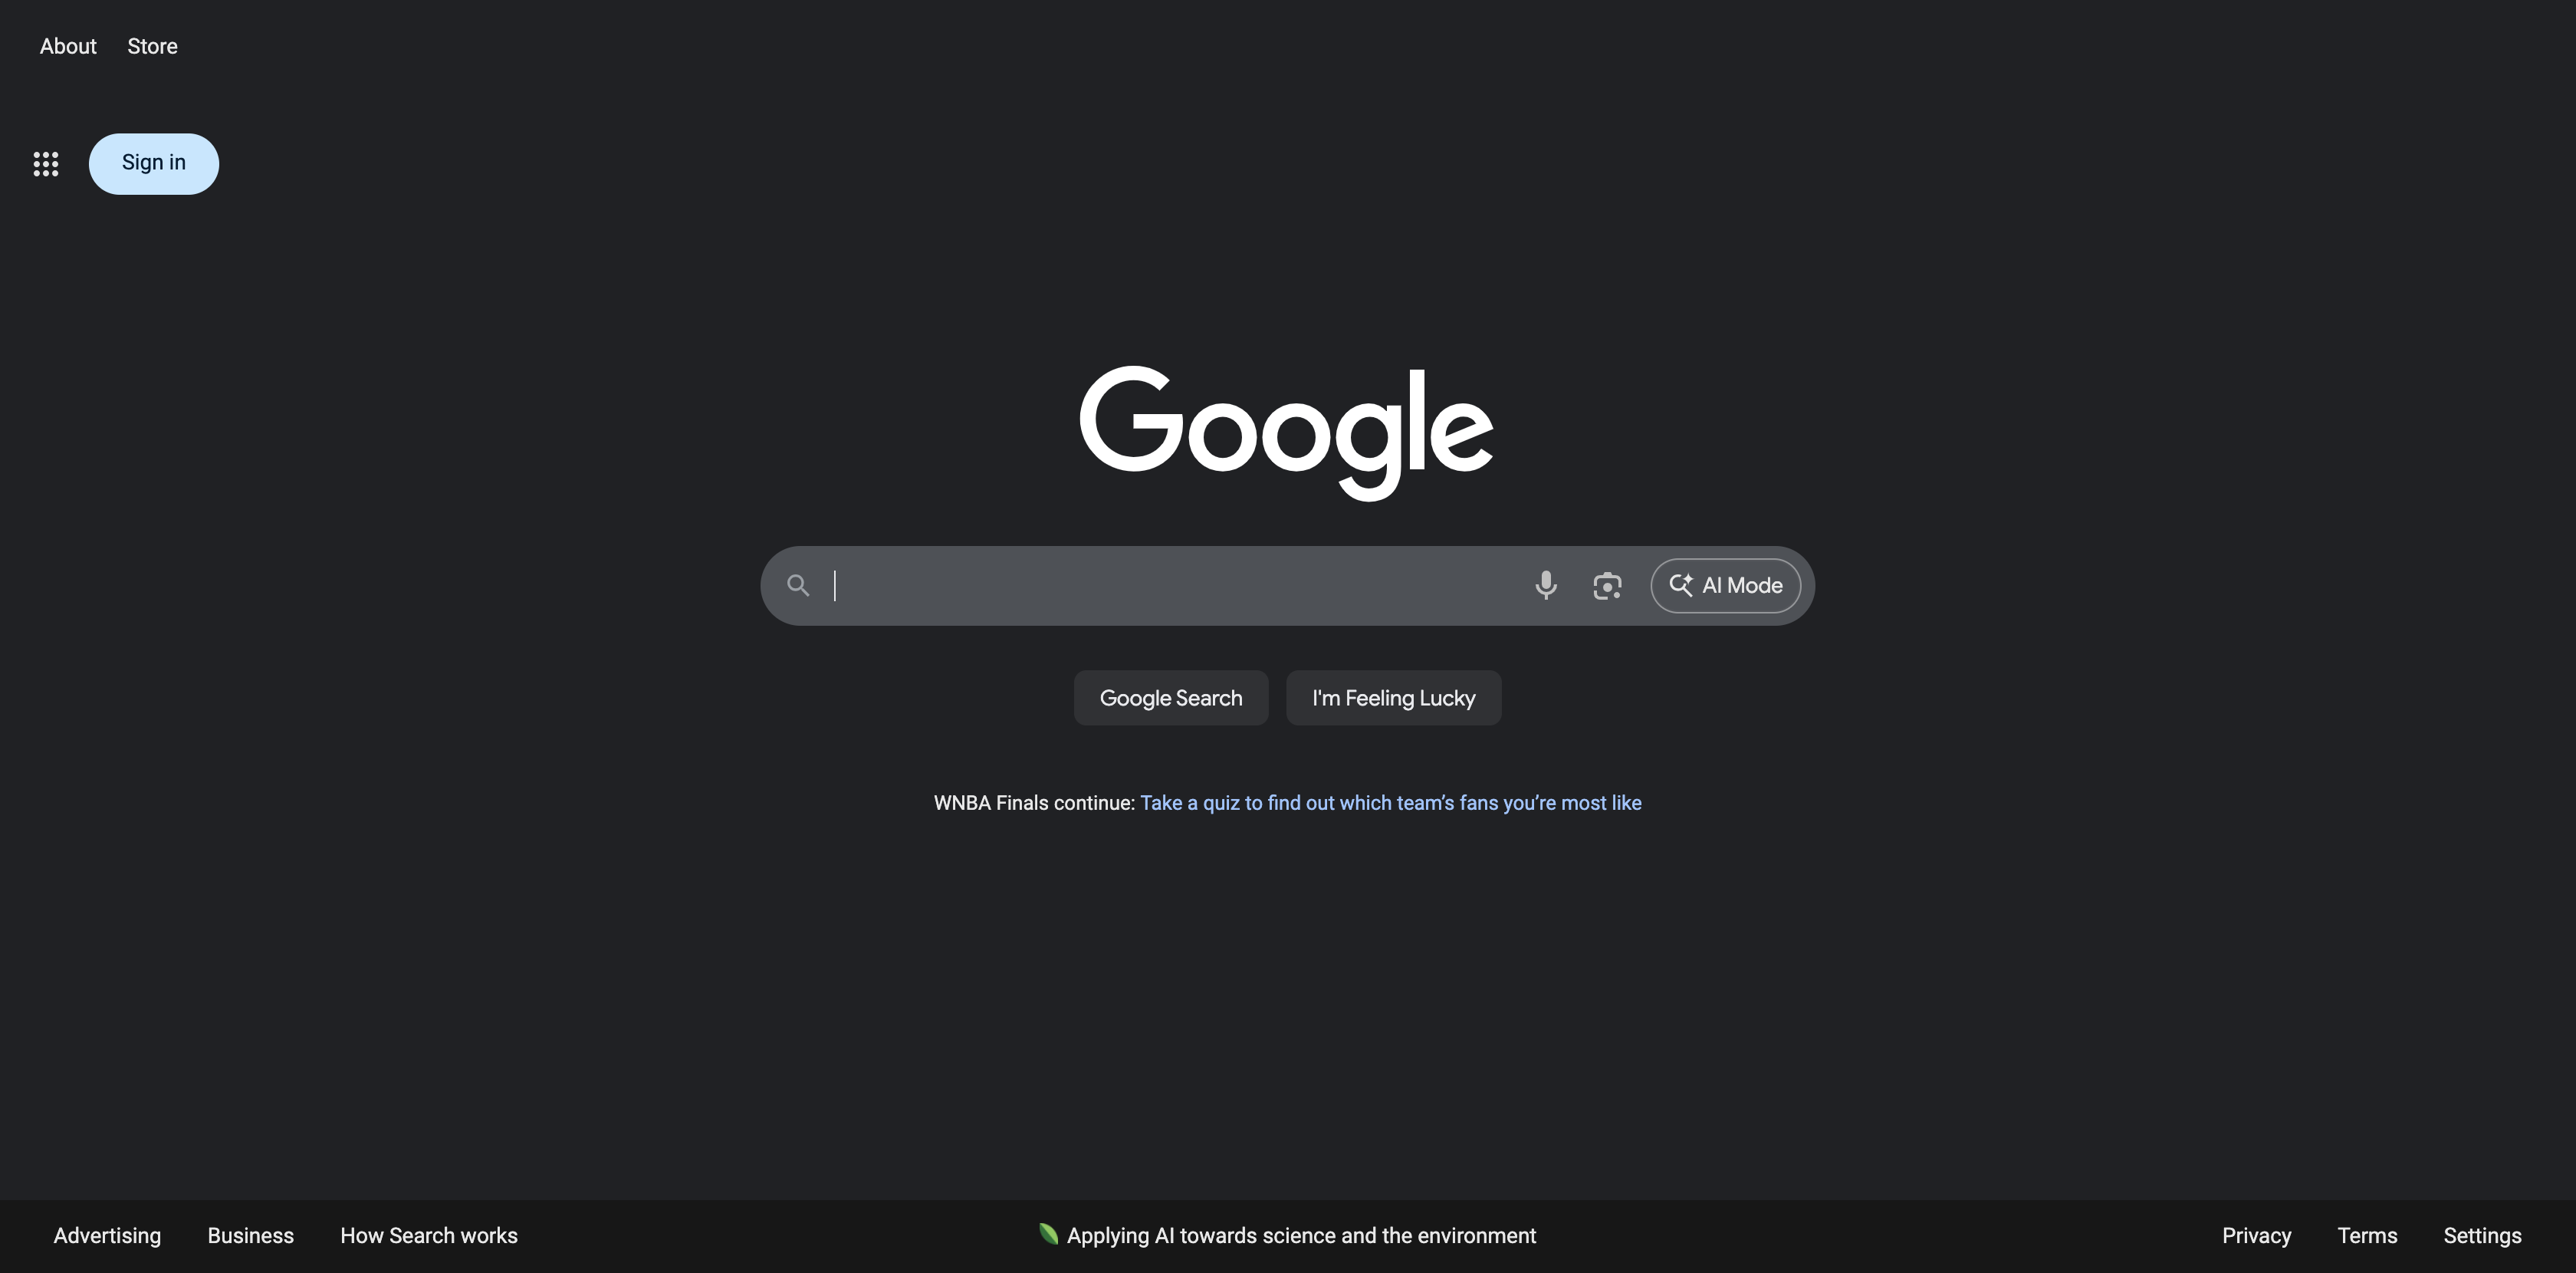 About Store
Sign in
Google
AI Mode
Google Search I'm Feeling Lucky
WNBA Finals continue: Take a quiz to find out which team’s fans you’re most like
Advertising Business How Search works Applying AI towards science and the environment Privacy Terms Settings